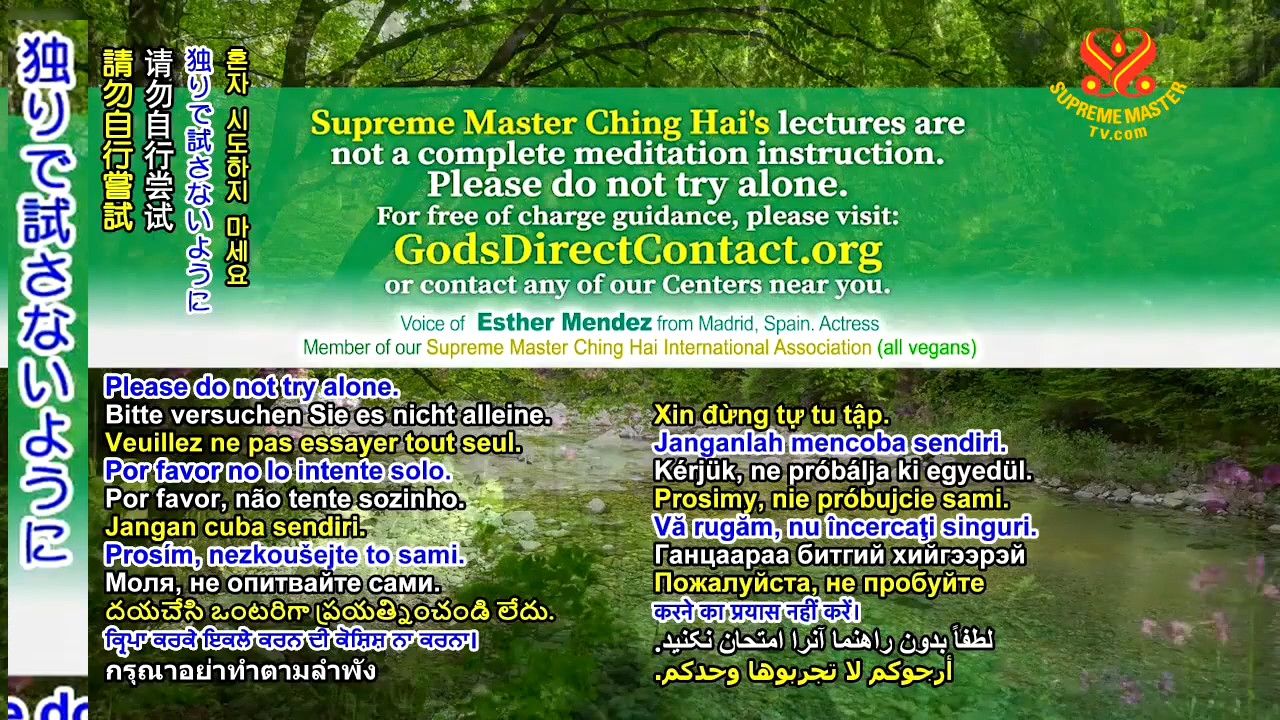 独りで試さないように
請勿自行嘗試
请勿自行尝试
独りで試さないように
혼자 시도하지 마세요
SUPREME MASTER
TV.com
Supreme Master Ching Hai's lectures are
not a complete meditation instruction.
Please do not try alone.
For free of charge guidance, please visit:
GodsDirectContact.org
or contact any of our Centers near you.
Voice of Esther Mendez from Madrid, Spain. Actress
Member of our Supreme Master Ching Hai International Association (all vegans)
Please do not try alone.
Bitte versuchen Sie es nicht alleine.
Veuillez ne pas essayer tout seul.
Por favor no lo intente solo.
Por favor, não tente sozinho.
Jangan cuba sendiri.
Prosím, nezkoušejte to sami.
Моля, не опитвайте сами.
దయచేసి ఒంటరిగా ప్రయత్నించండి లేదు.
ਕ੍ਰਿਪਾ ਕਰਕੇ ਇਕਲੇ ਕਰਨ ਦੀ ਕੋਸ਼ਿਸ਼ ਨਾ ਕਰਨਾ।
กรุณาอย่าทำตามลำพัง
Xin đừng tự tu tập.
Janganlah mencoba sendiri.
Kérjük, ne próbálja ki egyedül.
Prosimy, nie próbujcie sami.
Vă rugăm, nu încercaţi singuri.
Ганцаараа битгий хийгээрэй
Пожалуйста, не пробуйте
करने का प्रयास नहीं करें।
لطفاً بدون راهنما آنرا امتحان نکنید.
أرجوكم لا تجربوها وحدكم.
e do